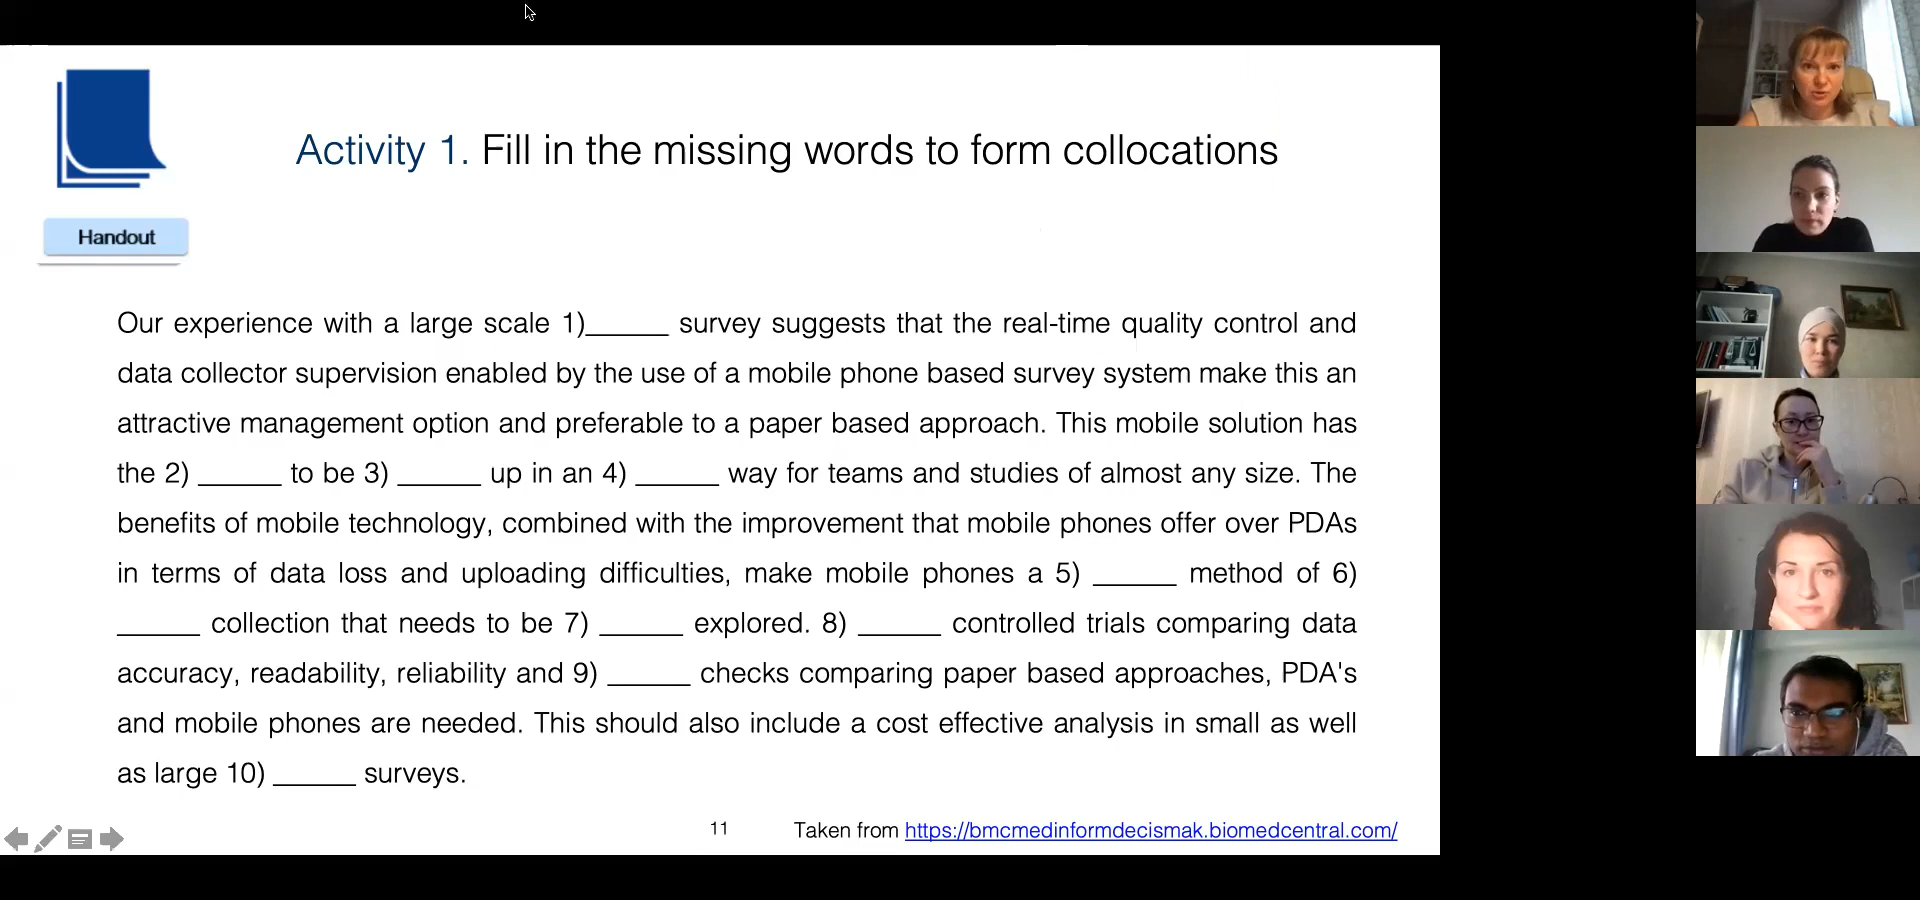 Activity 1. Fill in the missing words to form collocations
Handout
Our experience with a large scale 1)______ survey suggests that the real-time quality control and
data collector supervision enabled by the use of a mobile phone based survey system make this an
attractive management option and preferable to a paper based approach. This mobile solution has
the 2) ______ to be 3) ______ up in an 4) ______ way for teams and studies of almost any size. The
benefits of mobile technology, combined with the improvement that mobile phones offer over PDAs
in terms of data loss and uploading difficulties, make mobile phones a 5) ______ method of 6)
______ collection that needs to be 7) ______ explored. 8) ______ controlled trials comparing data
accuracy, readability, reliability and 9) ______ checks comparing paper based approaches, PDA's
and mobile phones are needed. This should also include a cost effective analysis in small as well
as large 10) ______ surveys.
11
Taken from https://bmcmedinformdecismak.biomedcentral.com/